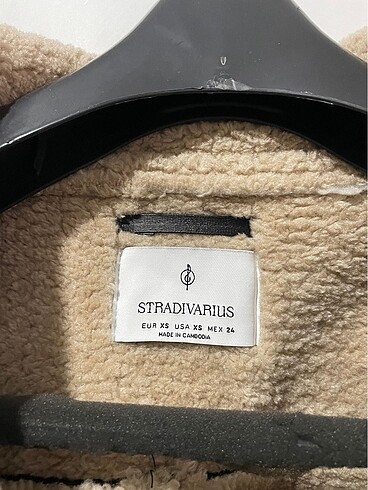 STRADIVARIUS
EUR XS USA XS MEX 24
MADE IN CAMBODIA